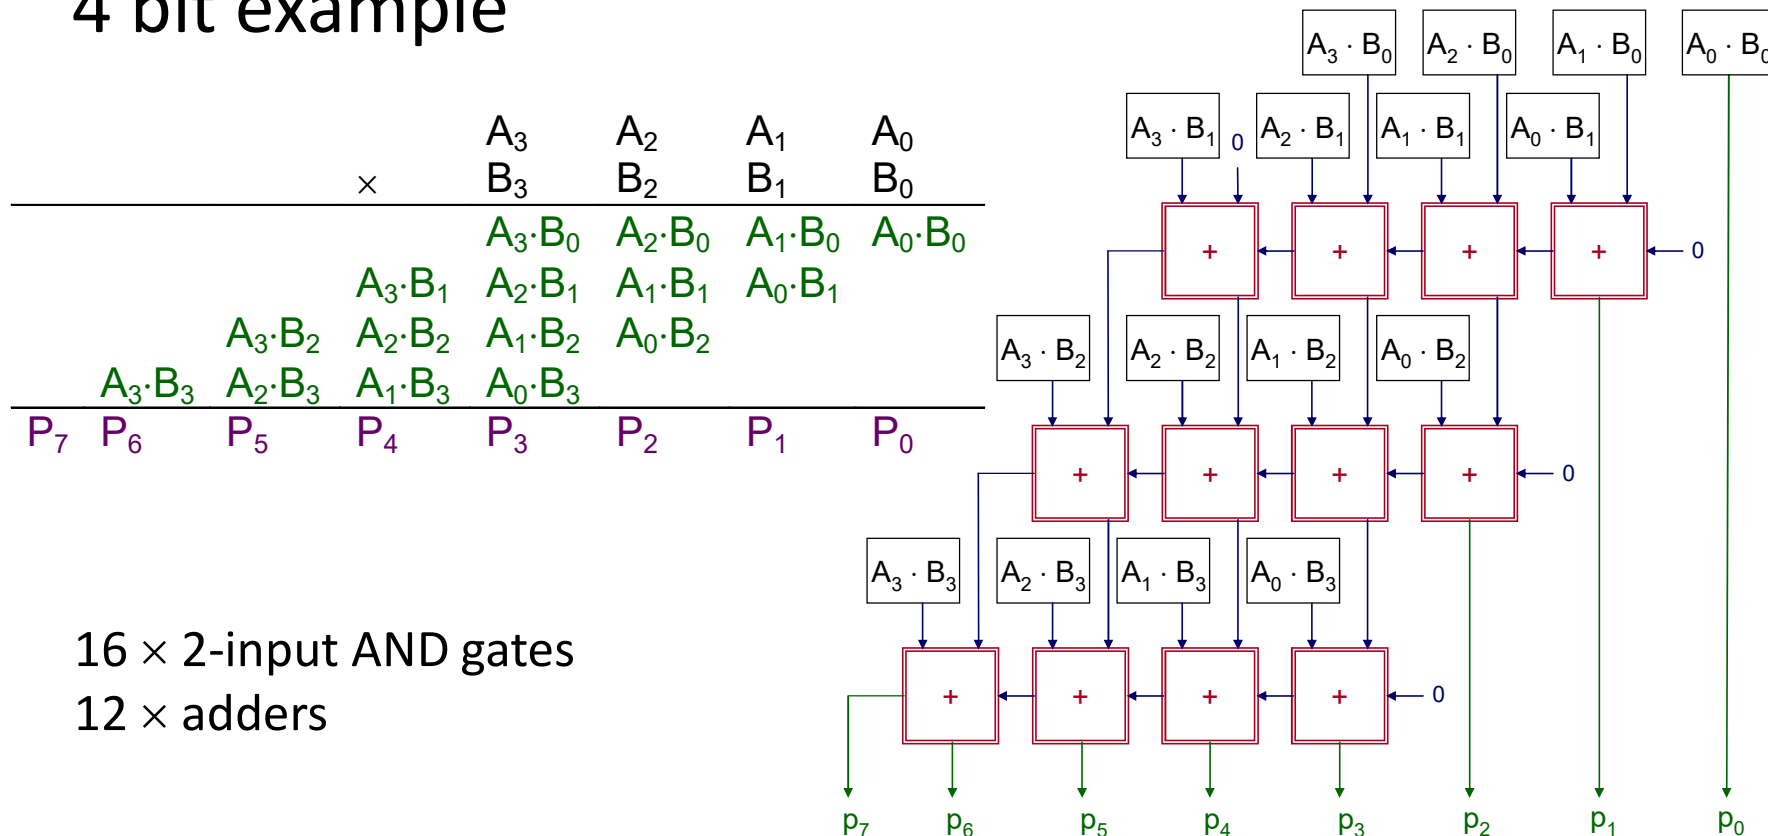 4 bit example
A₃ A₂ A₁ A₀
× B₃ B₂ B₁ B₀
A₃·B₀ A₂·B₀ A₁·B₀ A₀·B₀
A₃·B₁ A₂·B₁ A₁·B₁ A₀·B₁
A₃·B₂ A₂·B₂ A₁·B₂ A₀·B₂
A₃·B₃ A₂·B₃ A₁·B₃ A₀·B₃
P₇ P₆ P₅ P₄ P₃ P₂ P₁ P₀
16 × 2-input AND gates
12 × adders
A₃ · B₀ A₂ · B₀ A₁ · B₀ A₀ · B₀
A₃ · B₁ 0 A₂ · B₁ A₁ · B₁ A₀ · B₁
+ + + + 0
A₃ · B₂ A₂ · B₂ A₁ · B₂ A₀ · B₂
+ + + + 0
A₃ · B₃ A₂ · B₃ A₁ · B₃ A₀ · B₃
+ + + + 0
p₇ p₆ p₅ p₄ p₃ p₂ p₁ p₀